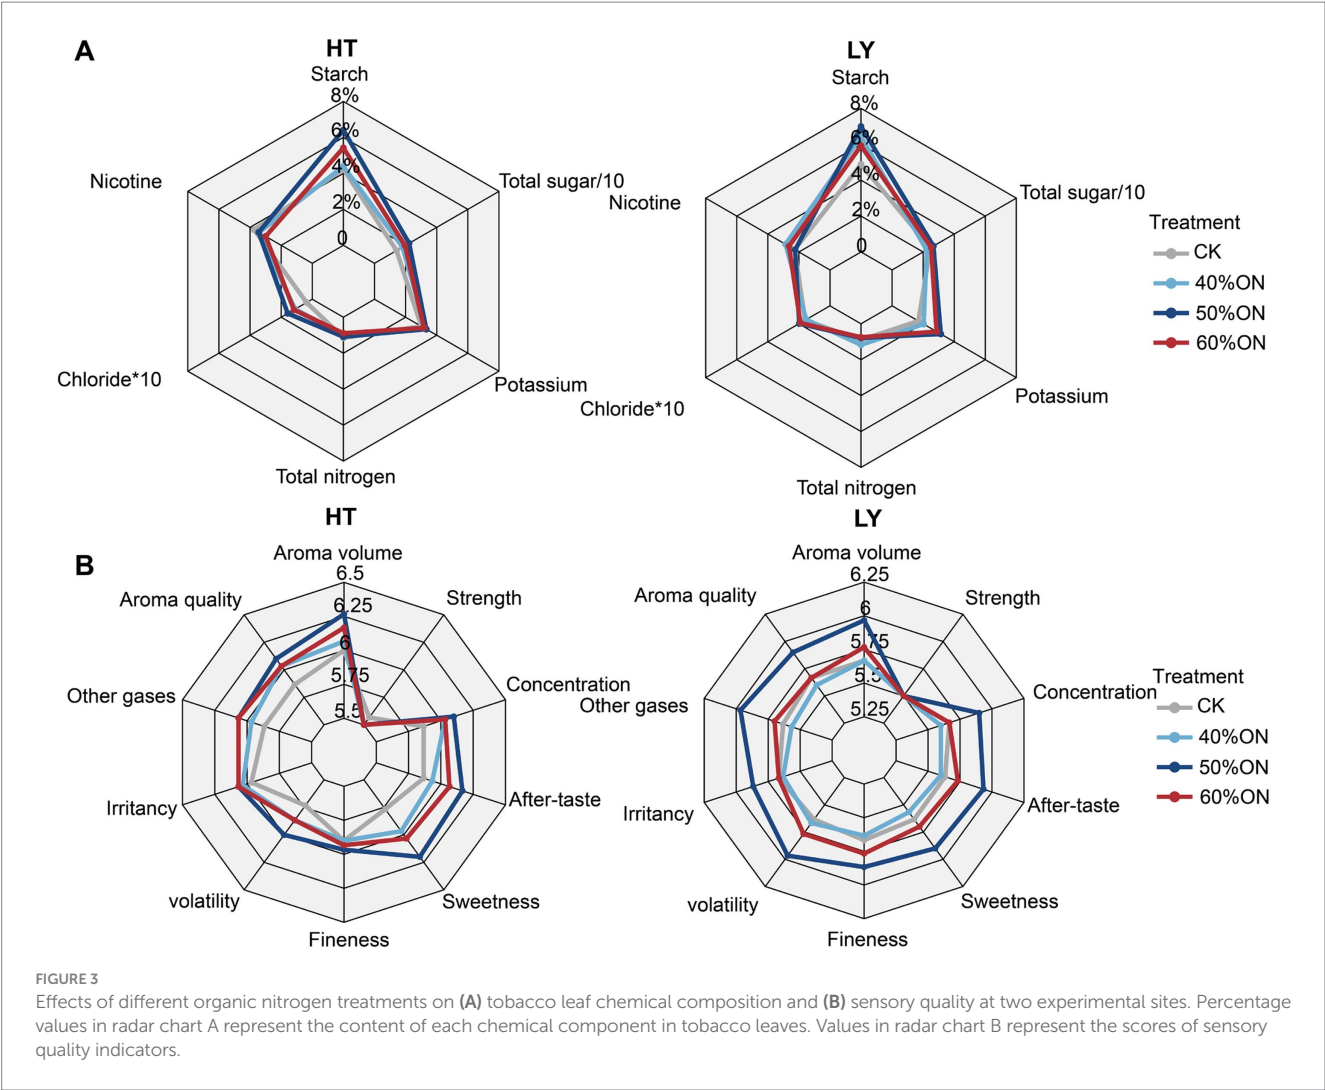 A
HT
Starch
8%
6%
4%
2%
0
Nicotine
Total sugar/10
Chloride*10
Potassium
Total nitrogen
LY
Starch
8%
6%
4%
2%
0
Nicotine
Total sugar/10
Chloride*10
Potassium
Total nitrogen
Treatment
CK
40%ON
50%ON
60%ON
B
HT
Aroma volume
6.5
6.25
6
5.75
5.5
Aroma quality
Strength
Other gases
Concentration
Irritancy
After-taste
volatility
Sweetness
Fineness
LY
Aroma volume
6.25
6
5.75
5.5
5.25
Aroma quality
Strength
Other gases
Concentration
Irritancy
After-taste
volatility
Sweetness
Fineness
Treatment
CK
40%ON
50%ON
60%ON
FIGURE 3
Effects of different organic nitrogen treatments on (A) tobacco leaf chemical composition and (B) sensory quality at two experimental sites. Percentage
values in radar chart A represent the content of each chemical component in tobacco leaves. Values in radar chart B represent the scores of sensory
quality indicators.